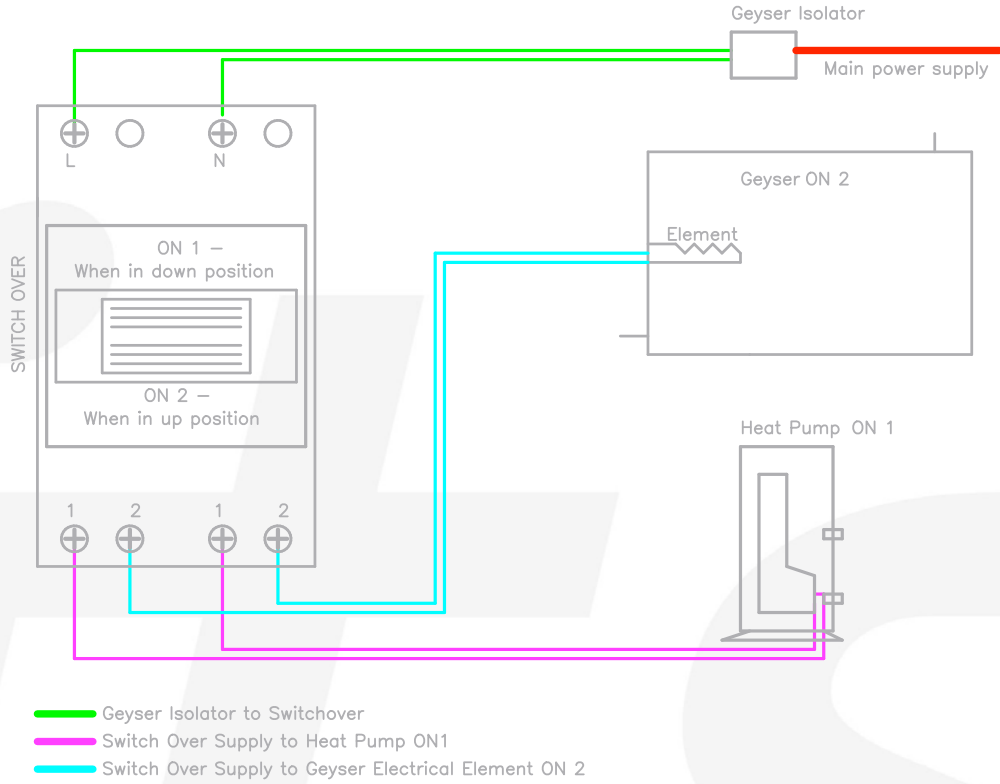 Geyser Isolator
Main power supply
L
N
Geyser ON 2
Element
SWITCH OVER
ON 1 –
When in down position
ON 2 –
When in up position
Heat Pump ON 1
1 2 1 2
Geyser Isolator to Switchover
Switch Over Supply to Heat Pump ON1
Switch Over Supply to Geyser Electrical Element ON 2